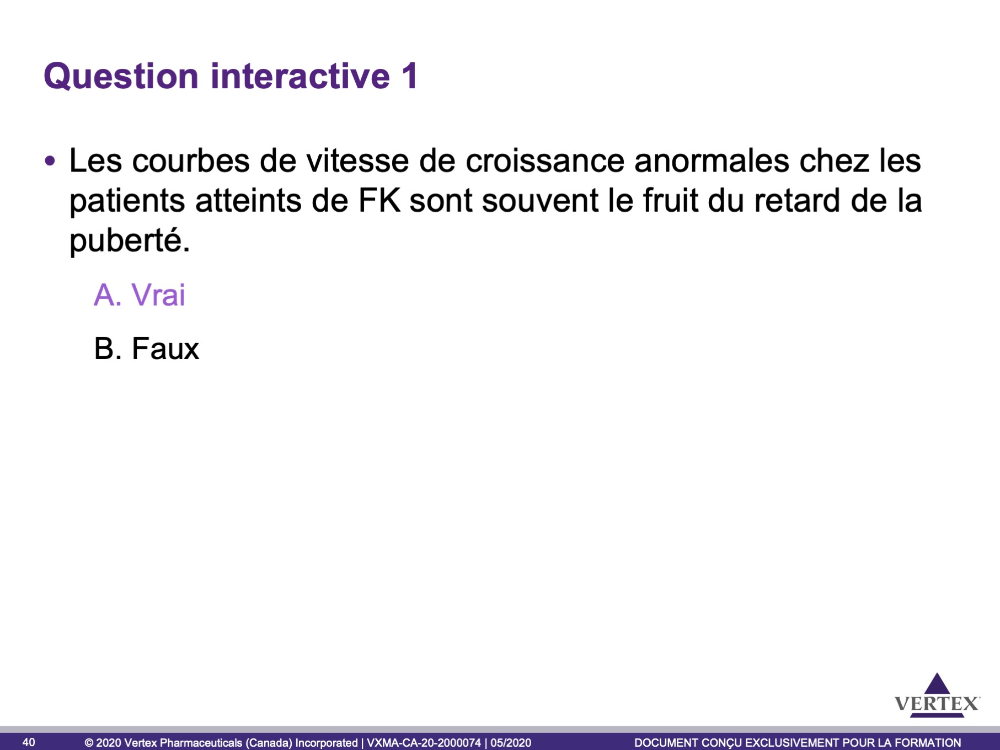 Question interactive 1
• Les courbes de vitesse de croissance anormales chez les
patients atteints de FK sont souvent le fruit du retard de la
puberté.
A. Vrai
B. Faux
VERTEX
40 © 2020 Vertex Pharmaceuticals (Canada) Incorporated | VXMA-CA-20-2000074 | 05/2020 DOCUMENT CONÇU EXCLUSIVEMENT POUR LA FORMATION